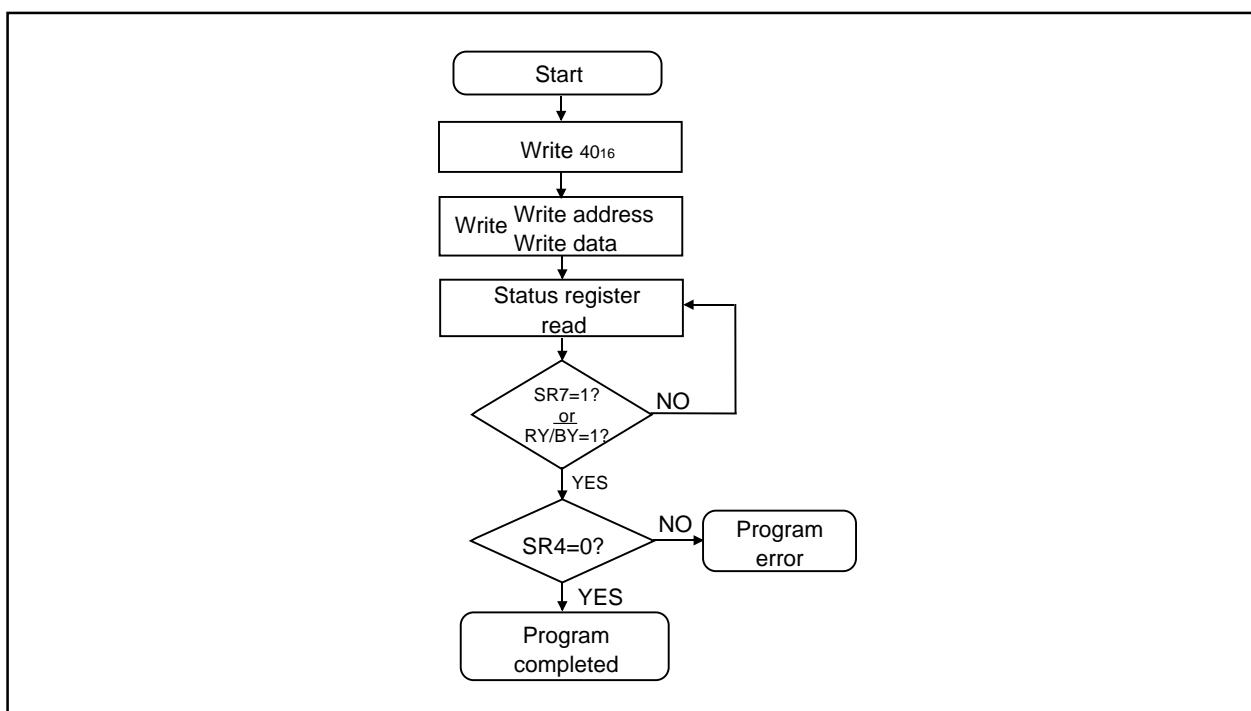 Start
Write 40₁₆
Write Write address
Write data
Status register
read
SR7=1?
or
RY/B̅Y̅=1?
NO
YES
SR4=0?
NO
Program
error
YES
Program
completed